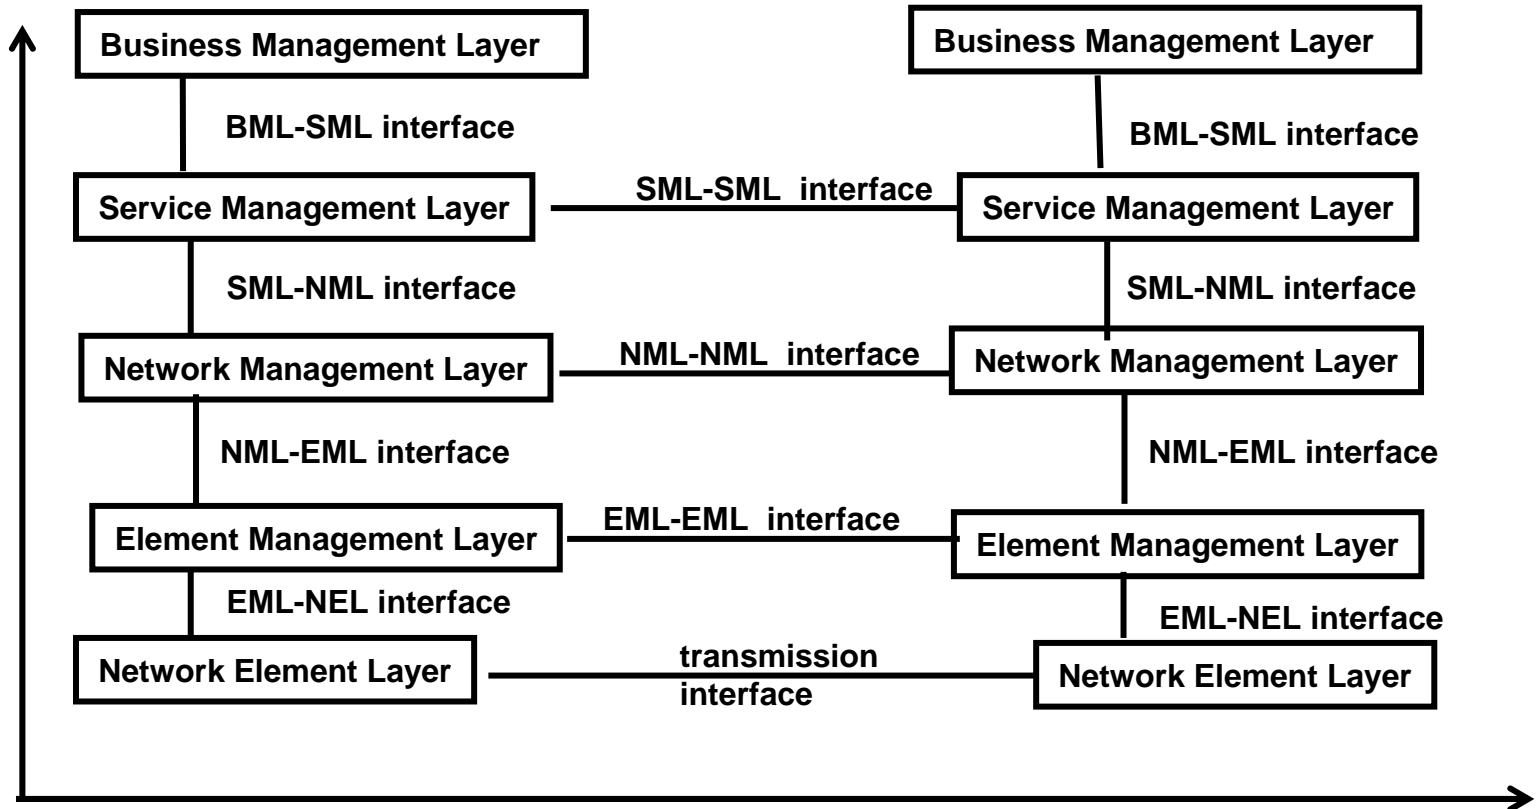 Business Management Layer
Business Management Layer
BML-SML interface
BML-SML interface
SML-SML interface
Service Management Layer
Service Management Layer
SML-NML interface
SML-NML interface
NML-NML interface
Network Management Layer
Network Management Layer
NML-EML interface
NML-EML interface
EML-EML interface
Element Management Layer
Element Management Layer
EML-NEL interface
EML-NEL interface
transmission
interface
Network Element Layer
Network Element Layer